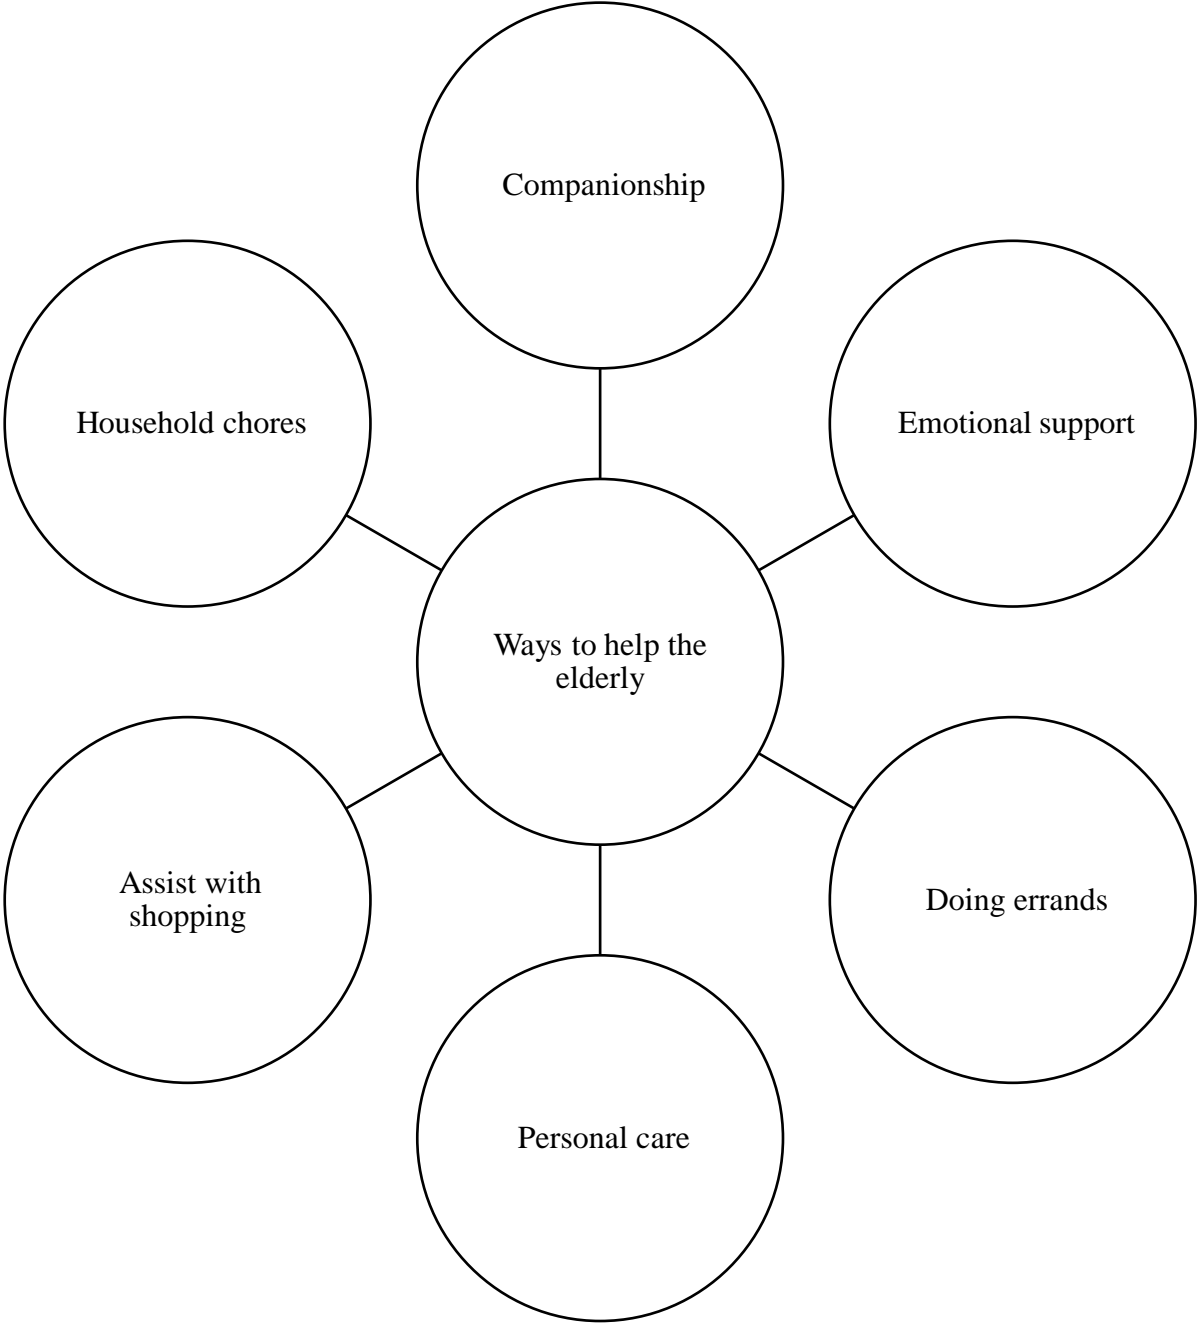 Companionship
Household chores
Emotional support
Ways to help the
elderly
Assist with
shopping
Doing errands
Personal care